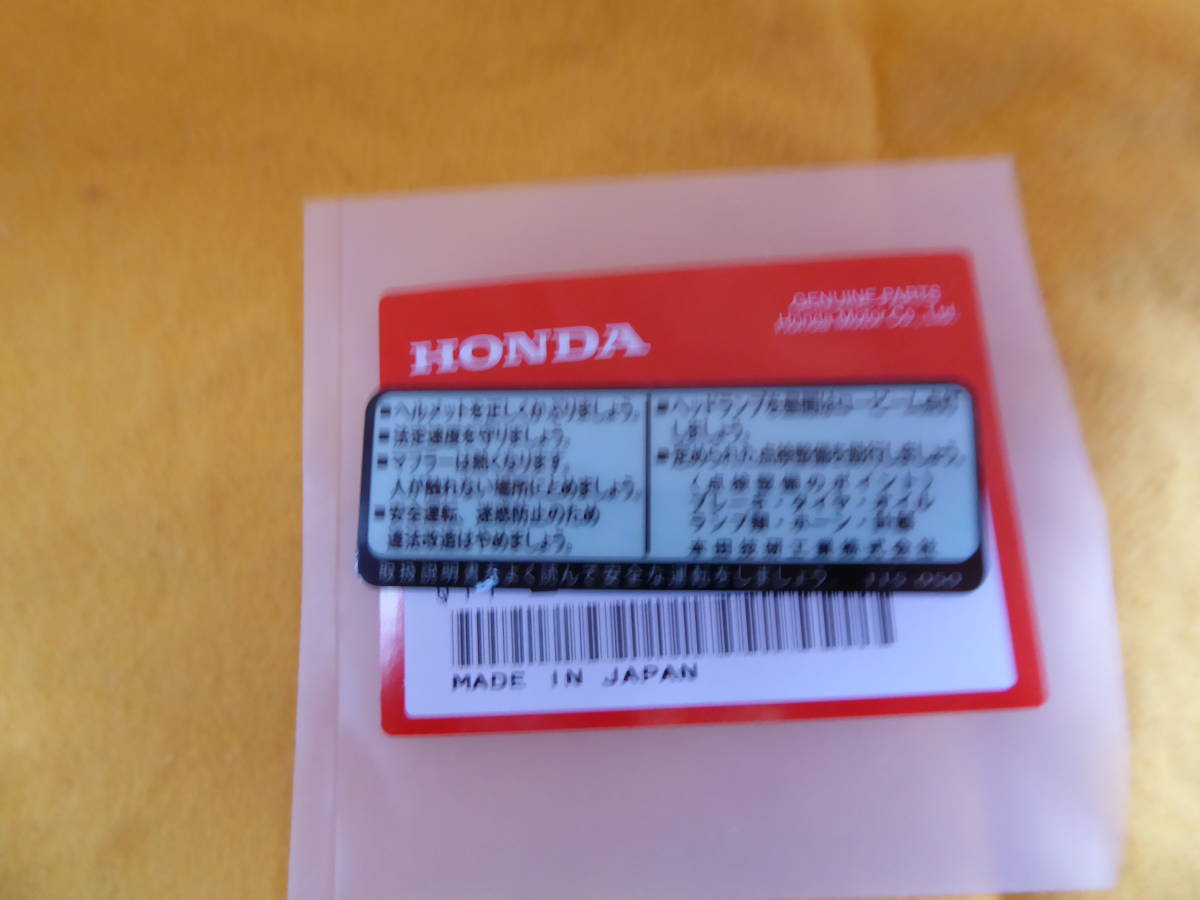 GENUINE PARTS
Honda Motor Co., Ltd.
HONDA
■ヘルメットを正しくかぶりましょう。
■法定速度を守りましょう。
■マフラーは熱くなります。
人が触れない場所にとめましょう。
■安全運転、迷惑防止のため
違法改造はやめましょう。
■ヘッドランプを昼間は
しましょう。
■定められた点検整備を励行しましょう。
〈点検整備のポイント〉
ブレーキ・タイヤ・オイル
ランプ類・ホーン・
本田技研工業株式会社
取扱説明書をよく読んで安全な運転をしましょう
MADE IN JAPAN